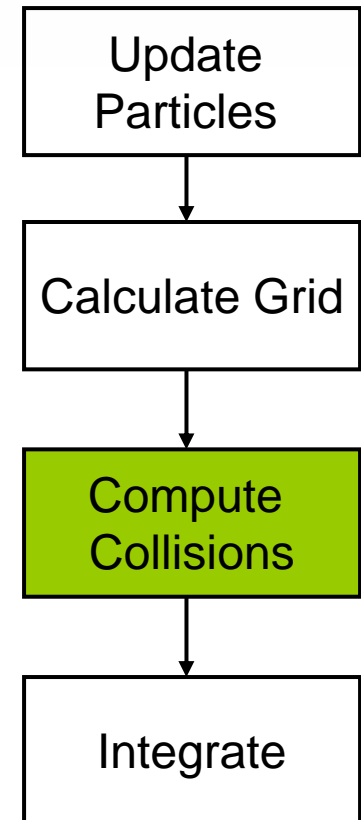 Update
Particles
Calculate Grid
Compute
Collisions
Integrate